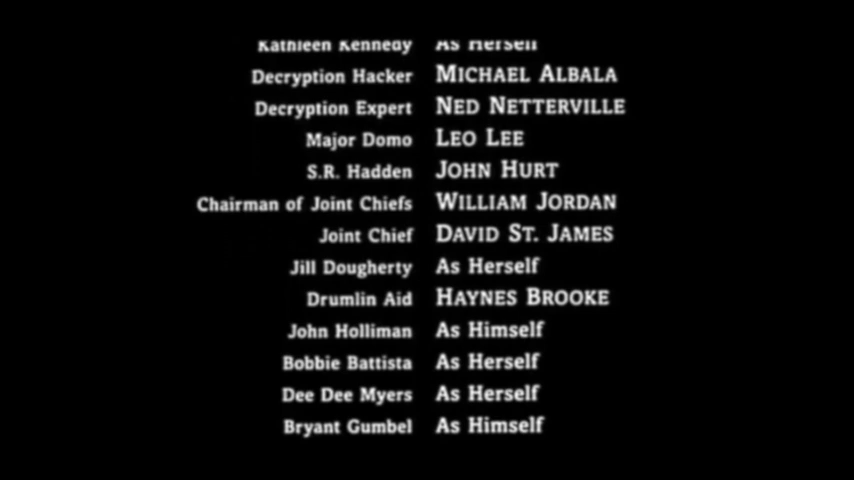 Kathleen Kennedy As Herself
Decryption Hacker MICHAEL ALBALA
Decryption Expert NED NETTERVILLE
Major Domo LEO LEE
S.R. Hadden JOHN HURT
Chairman of Joint Chiefs WILLIAM JORDAN
Joint Chief DAVID ST. JAMES
Jill Dougherty As Herself
Drumlin Aid HAYNES BROOKE
John Holliman As Himself
Bobbie Battista As Herself
Dee Dee Myers As Herself
Bryant Gumbel As Himself